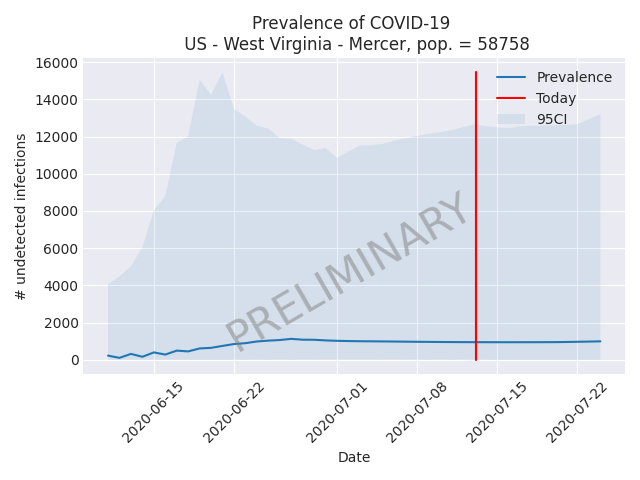 Prevalence of COVID-19
US - West Virginia - Mercer, pop. = 58758
16000
14000
12000
10000
8000
6000
4000
2000
0
# undetected infections
Prevalence
Today
95CI
PRELIMINARY
2020-06-15
2020-06-22
2020-07-01
2020-07-08
2020-07-15
2020-07-22
Date